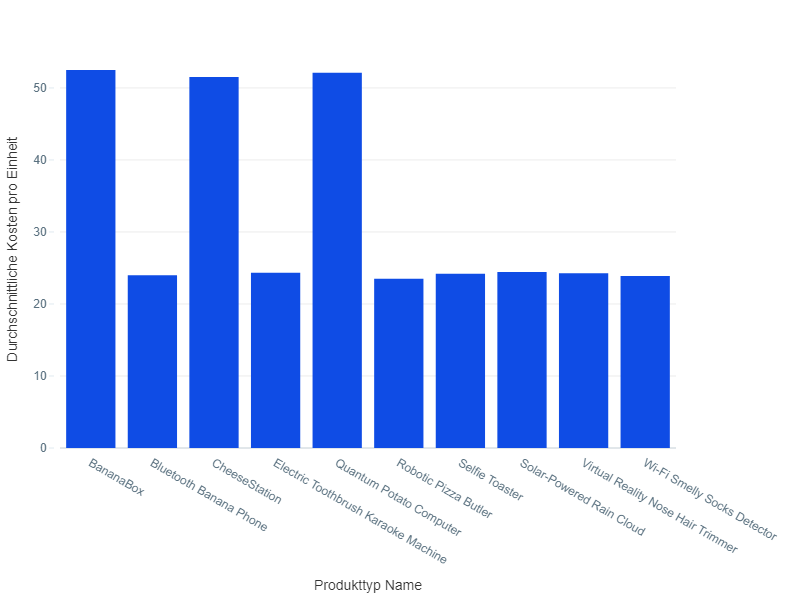 Durchschnittliche Kosten pro Einheit
50
40
30
20
10
0
BananaBox
Bluetooth Banana Phone
CheeseStation
Electric Toothbrush Karaoke Machine
Quantum Potato Computer
Robotic Pizza Butler
Selfie Toaster
Solar-Powered Rain Cloud
Virtual Reality Nose Hair Trimmer
Wi-Fi Smelly Socks Detector
Produkttyp Name